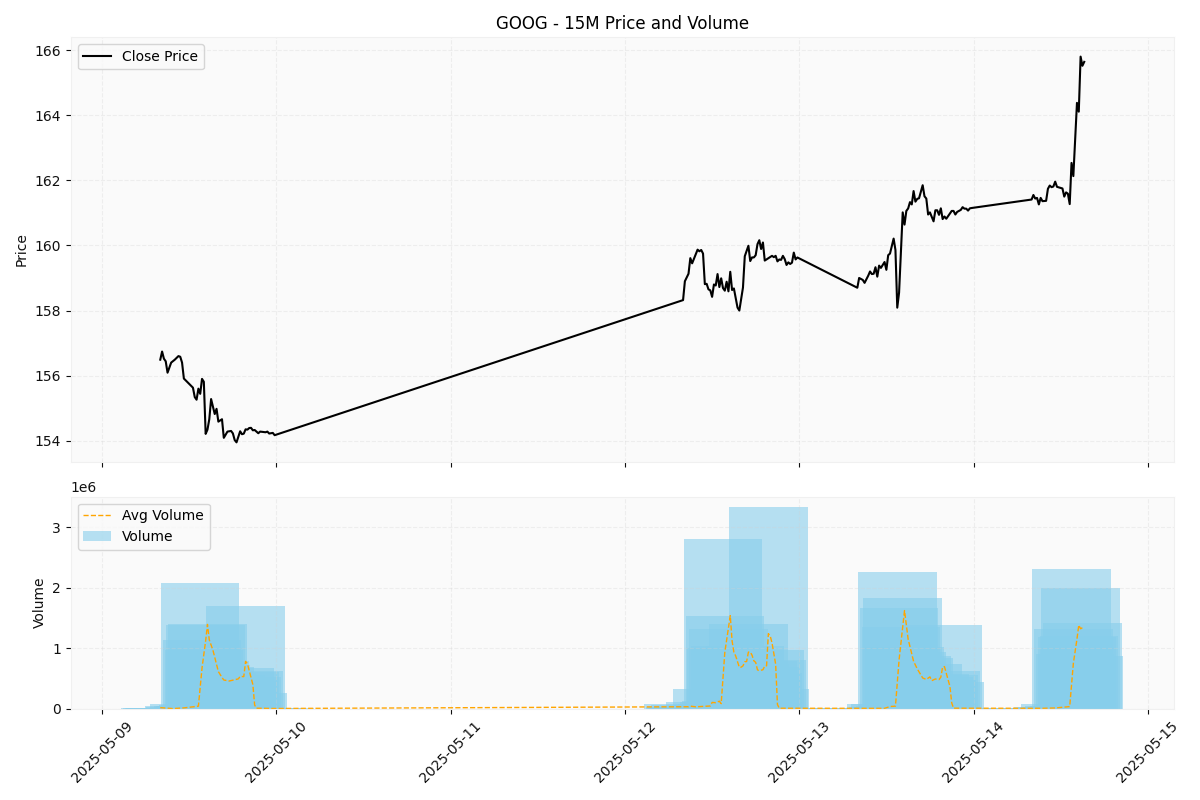 GOOG - 15M Price and Volume
Close Price
166
164
162
160
158
156
154
Price
1e6
Avg Volume
Volume
3
2
1
0
Volume
2025-05-09
2025-05-10
2025-05-11
2025-05-12
2025-05-13
2025-05-14
2025-05-15